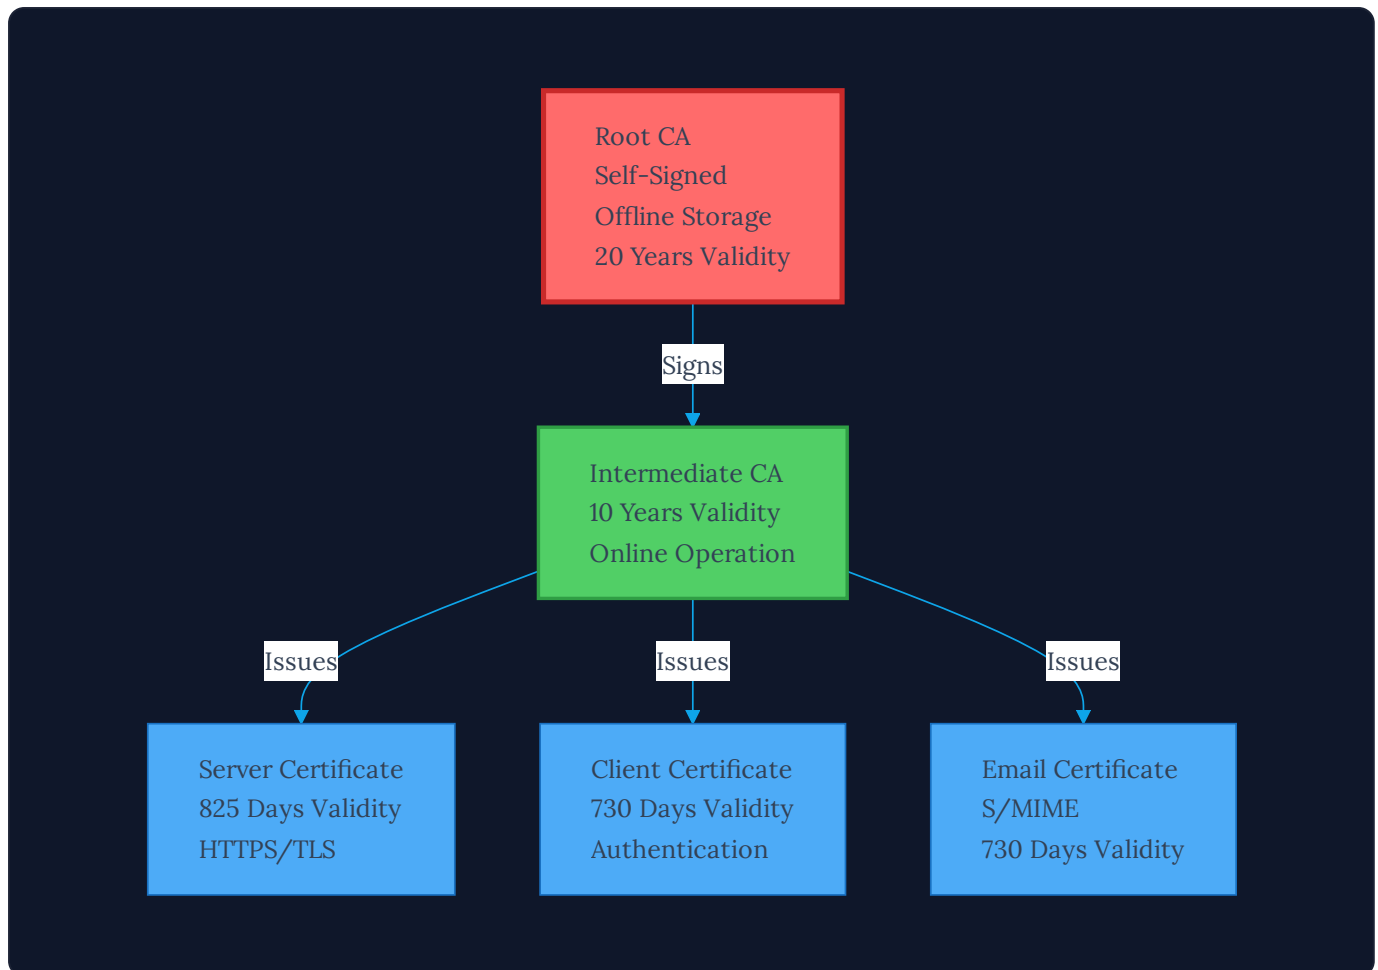 Root CA
Self-Signed
Offline Storage
20 Years Validity
Signs
Intermediate CA
10 Years Validity
Online Operation
Issues
Issues
Issues
Server Certificate
825 Days Validity
HTTPS/TLS
Client Certificate
730 Days Validity
Authentication
Email Certificate
S/MIME
730 Days Validity